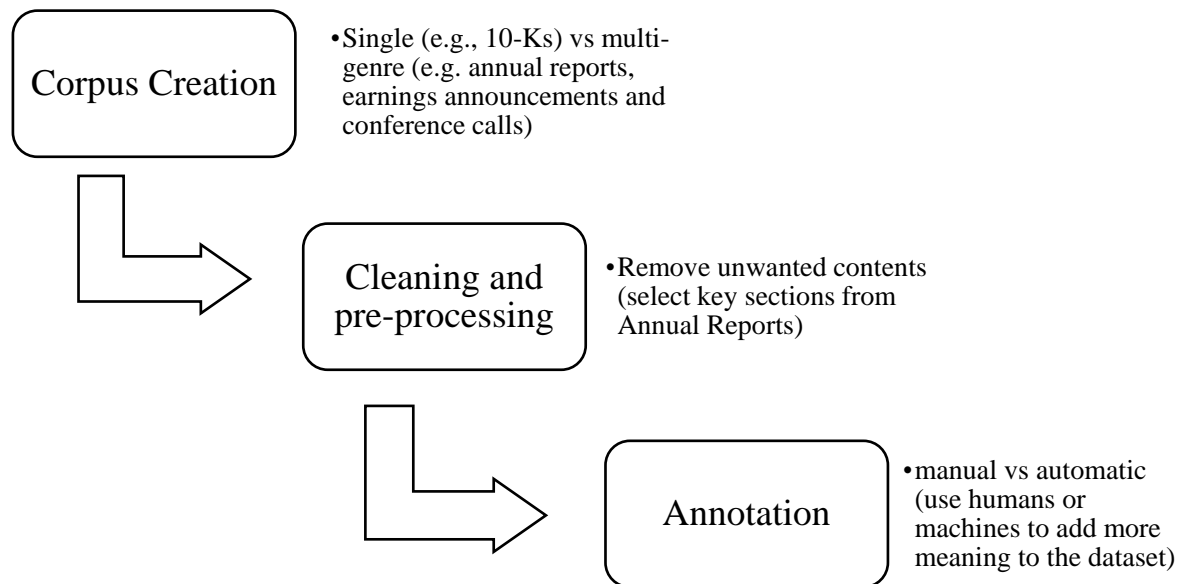 Corpus Creation
•Single (e.g., 10-Ks) vs multi-
genre (e.g. annual reports,
earnings announcements and
conference calls)
Cleaning and
pre-processing
•Remove unwanted contents
(select key sections from
Annual Reports)
Annotation
•manual vs automatic
(use humans or
machines to add more
meaning to the dataset)